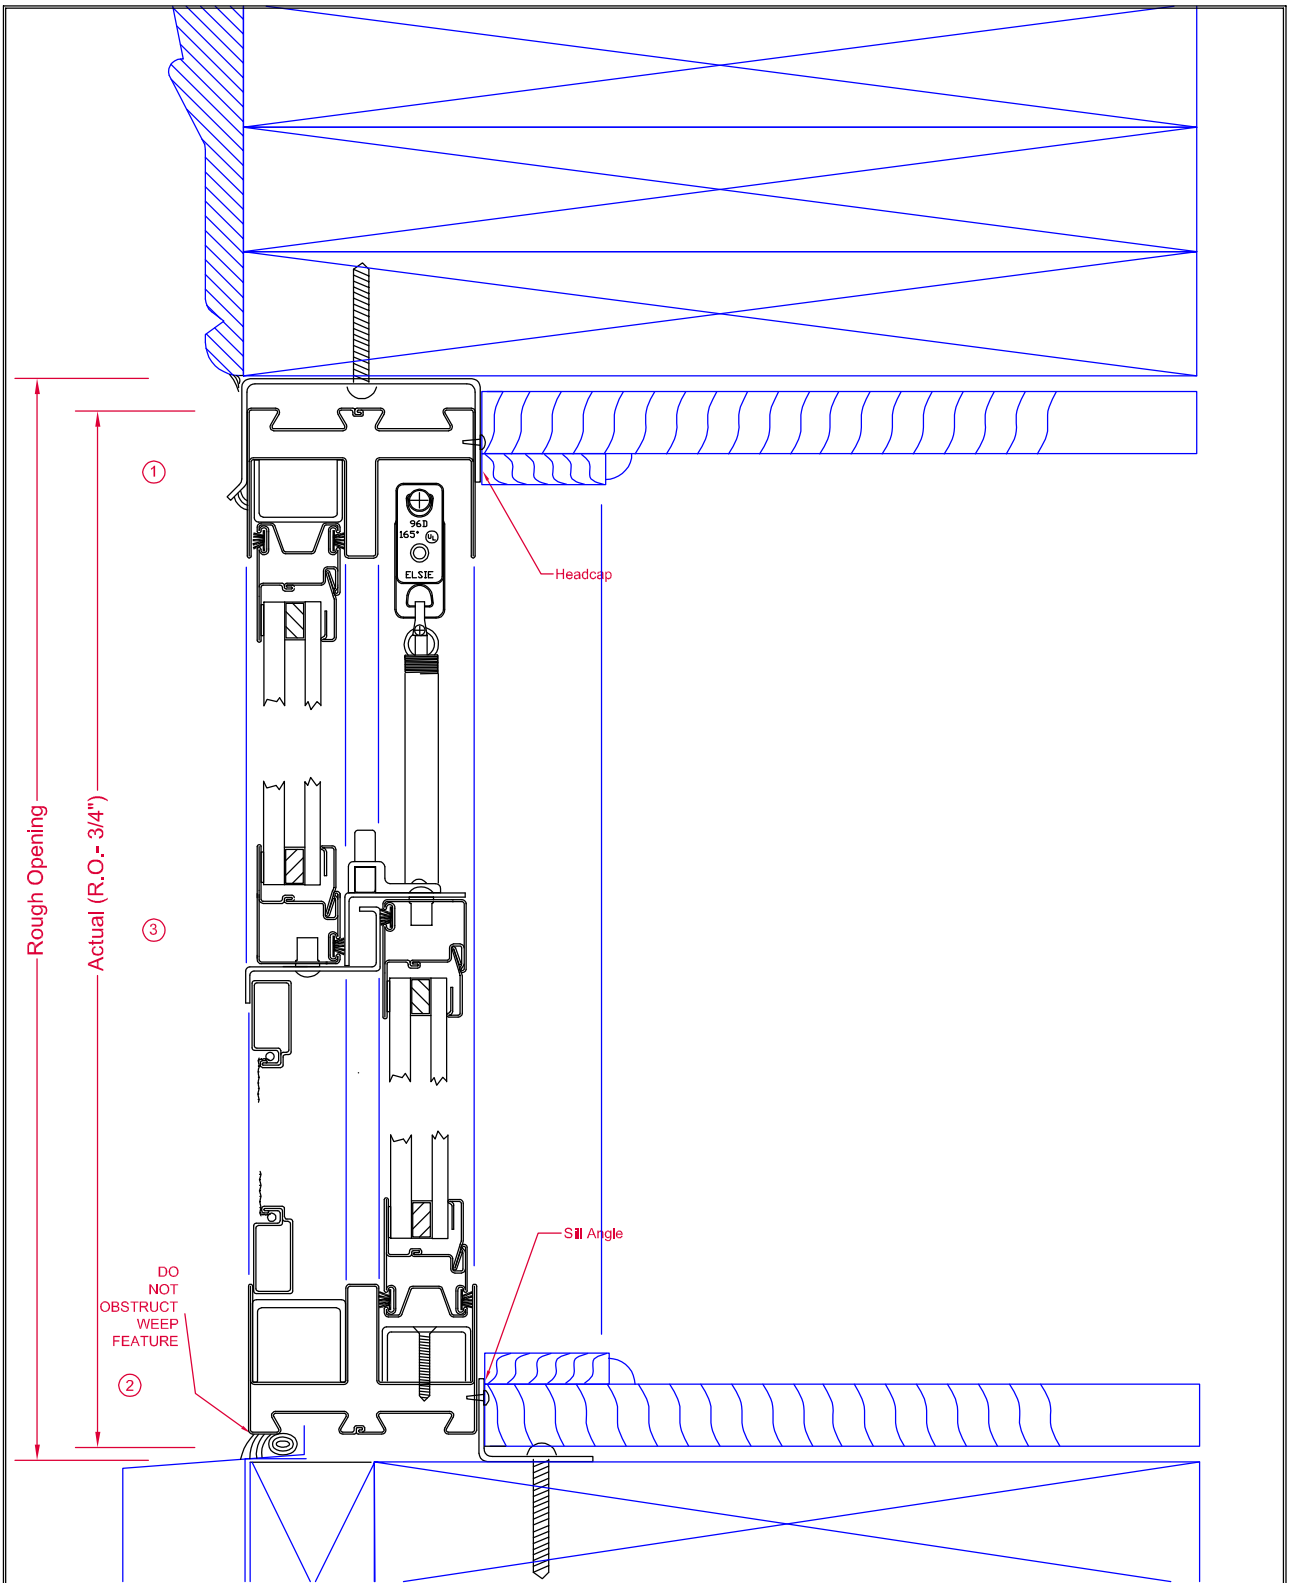 1
96D
165° UL
ELSIE
Headcap
Rough Opening
Actual (R.O.- 3/4")
3
Sill Angle
DO
NOT
OBSTRUCT
WEEP
FEATURE
2